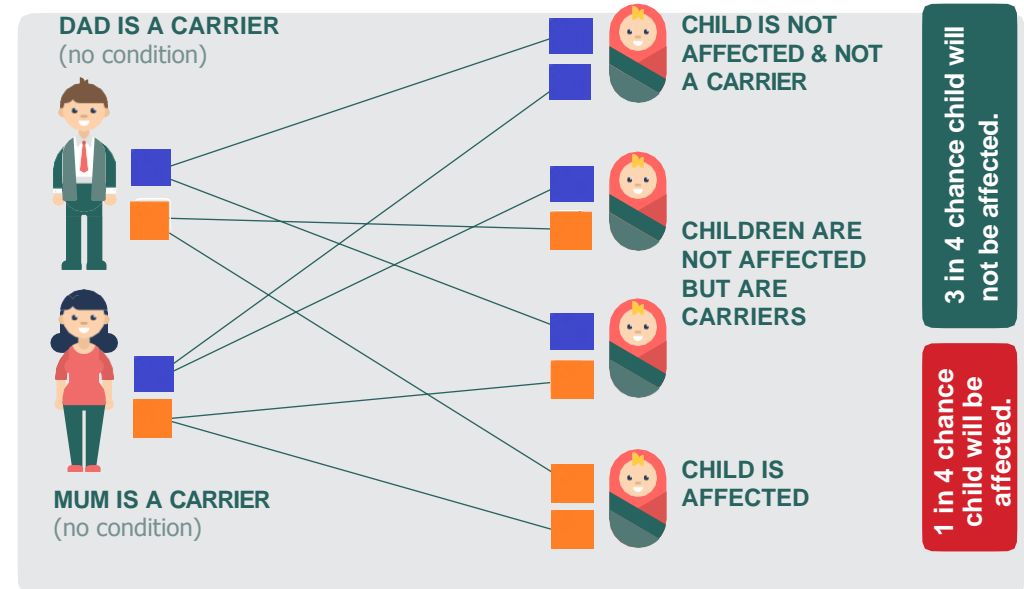 DAD IS A CARRIER
(no condition)
MUM IS A CARRIER
(no condition)
CHILD IS NOT
AFFECTED & NOT
A CARRIER
CHILDREN ARE
NOT AFFECTED
BUT ARE
CARRIERS
CHILD IS
AFFECTED
3 in 4 chance child will
not be affected.
1 in 4 chance
child will be
affected.